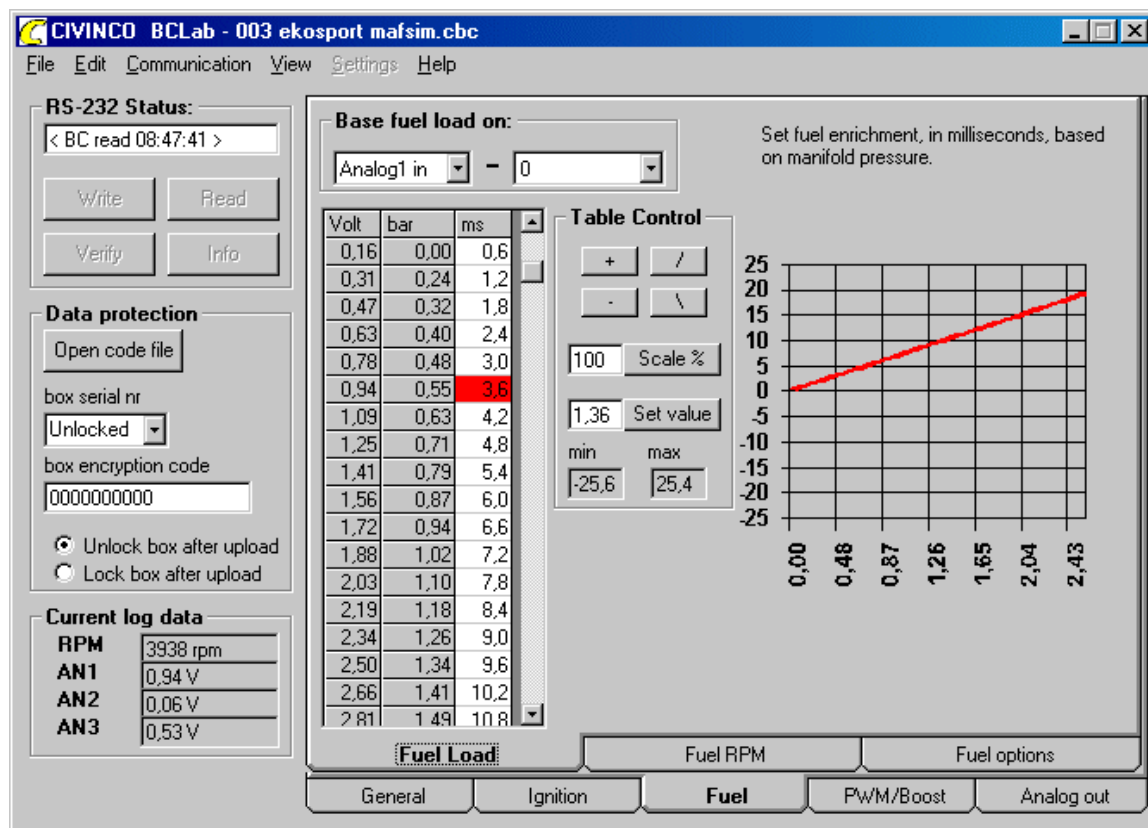 CIVINCO BCLab - 003 ekosport mafsim.cbc
File Edit Communication View Settings Help
RS-232 Status:
< BC read 08:47:41 >
Write Read
Verify Info
Data protection
Open code file
box serial nr
Unlocked
box encryption code
0000000000
Unlock box after upload
Lock box after upload
Current log data
RPM 3938 rpm
AN1 0,94 V
AN2 0,06 V
AN3 0,53 V
Base fuel load on:
Analog1 in - 0
Set fuel enrichment, in milliseconds, based
on manifold pressure.
Volt bar ms
0,16 0,00 0,6
0,31 0,24 1,2
0,47 0,32 1,8
0,63 0,40 2,4
0,78 0,48 3,0
0,94 0,55 3,6
1,09 0,63 4,2
1,25 0,71 4,8
1,41 0,79 5,4
1,56 0,87 6,0
1,72 0,94 6,6
1,88 1,02 7,2
2,03 1,10 7,8
2,19 1,18 8,4
2,34 1,26 9,0
2,50 1,34 9,6
2,66 1,41 10,2
2,81 1,49 10,8
Table Control
+ /
- \
100 Scale %
1,36 Set value
min max
-25,6 25,4
25
20
15
10
5
0
-5
-10
-15
-20
-25
0,00 0,48 0,87 1,26 1,65 2,04 2,43
Fuel Load Fuel RPM Fuel options
General Ignition Fuel PWM/Boost Analog out